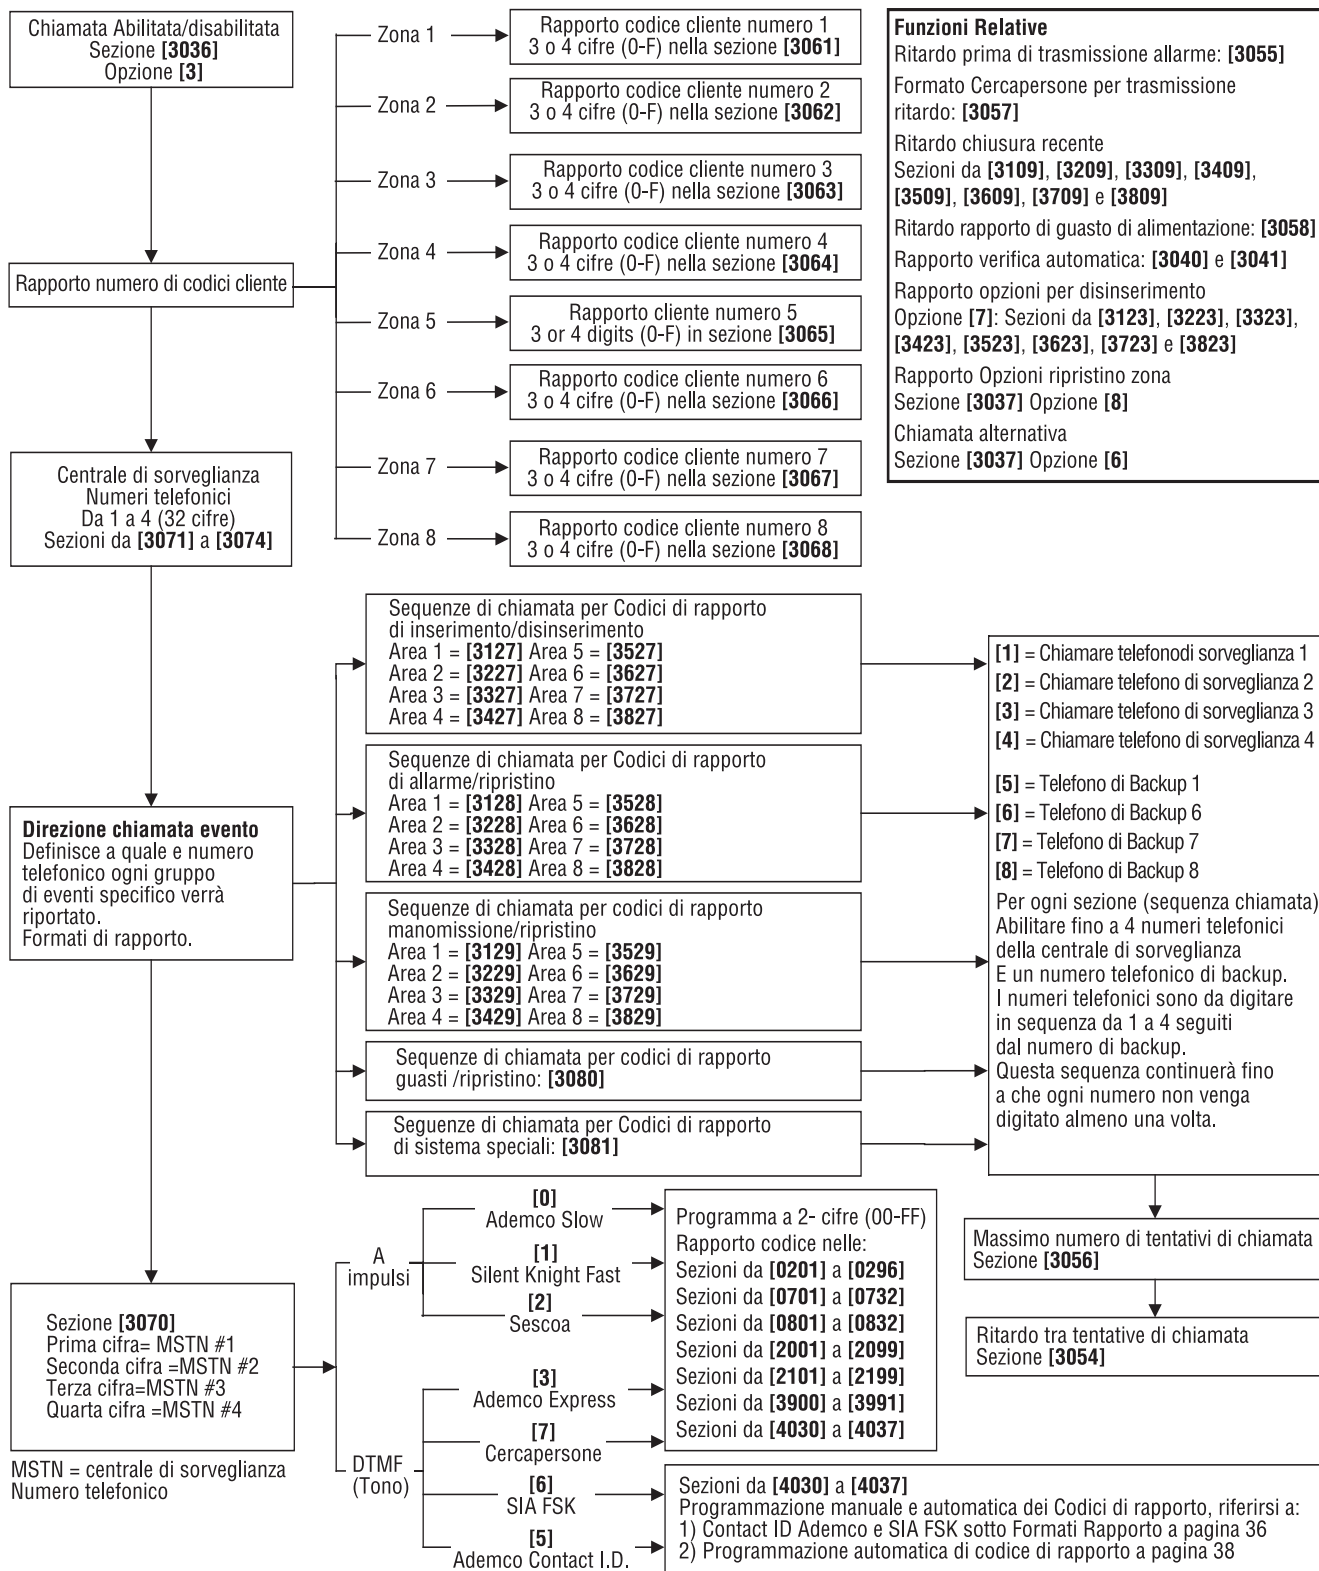 Chiamata Abilitata/disabilitata
Sezione [3036]
Opzione [3]
Rapporto numero di codici cliente
Centrale di sorveglianza
Numeri telefonici
Da 1 a 4 (32 cifre)
Sezioni da [3071] a [3074]
Zona 1
Rapporto codice cliente numero 1
3 o 4 cifre (0-F) nella sezione [3061]
Zona 2
Rapporto codice cliente numero 2
3 o 4 cifre (0-F) nella sezione [3062]
Zona 3
Rapporto codice cliente numero 3
3 o 4 cifre (0-F) nella sezione [3063]
Zona 4
Rapporto codice cliente numero 4
3 o 4 cifre (0-F) nella sezione [3064]
Zona 5
Rapporto cliente numero 5
3 or 4 digits (0-F) in sezione [3065]
Zona 6
Rapporto codice cliente numero 6
3 o 4 cifre (0-F) nella sezione [3066]
Zona 7
Rapporto codice cliente numero 7
3 o 4 cifre (0-F) nella sezione [3067]
Zona 8
Rapporto codice cliente numero 8
3 o 4 cifre (0-F) nella sezione [3068]
Funzioni Relative
Ritardo prima di trasmissione allarme: [3055]
Formato Cercapersone per trasmissione
ritardo: [3057]
Ritardo chiusura recente
Sezioni da [3109], [3209], [3309], [3409],
[3509], [3609], [3709] e [3809]
Ritardo rapporto di guasto di alimentazione: [3058]
Rapporto verifica automatica: [3040] e [3041]
Rapporto opzioni per disinserimento
Opzione [7]: Sezioni da [3123], [3223], [3323],
[3423], [3523], [3623], [3723] e [3823]
Rapporto Opzioni ripristino zona
Sezione [3037] Opzione [8]
Chiamata alternativa
Sezione [3037] Opzione [6]
Direzione chiamata evento
Definisce a quale e numero
telefonico ogni gruppo
di eventi specifico verrà
riportato.
Formati di rapporto.
Sequenze di chiamata per Codici di rapporto
di inserimento/disinserimento
Area 1 = [3127] Area 5 = [3527]
Area 2 = [3227] Area 6 = [3627]
Area 3 = [3327] Area 7 = [3727]
Area 4 = [3427] Area 8 = [3827]
Sequenze di chiamata per Codici di rapporto
di allarme/ripristino
Area 1 = [3128] Area 5 = [3528]
Area 2 = [3228] Area 6 = [3628]
Area 3 = [3328] Area 7 = [3728]
Area 4 = [3428] Area 8 = [3828]
Sequenze di chiamata per codici di rapporto
manomissione/ripristino
Area 1 = [3129] Area 5 = [3529]
Area 2 = [3229] Area 6 = [3629]
Area 3 = [3329] Area 7 = [3729]
Area 4 = [3429] Area 8 = [3829]
Sequenze di chiamata per codici di rapporto
guasti /ripristino: [3080]
Seguenze di chiamata per Codici di rapporto
di sistema speciali: [3081]
[1] = Chiamare telefonodi sorveglianza 1
[2] = Chiamare telefono di sorveglianza 2
[3] = Chiamare telefono di sorveglianza 3
[4] = Chiamare telefono di sorveglianza 4
[5] = Telefono di Backup 1
[6] = Telefono di Backup 6
[7] = Telefono di Backup 7
[8] = Telefono di Backup 8
Per ogni sezione (sequenza chiamata)
Abilitare fino a 4 numeri telefonici
della centrale di sorveglianza
E un numero telefonico di backup.
I numeri telefonici sono da digitare
in sequenza da 1 a 4 seguiti
dal numero di backup.
Questa sequenza continuerà fino
a che ogni numero non venga
digitato almeno una volta.
Massimo numero di tentativi di chiamata
Sezione [3056]
Ritardo tra tentative di chiamata
Sezione [3054]
Sezione [3070]
Prima cifra= MSTN #1
Seconda cifra =MSTN #2
Terza cifra=MSTN #3
Quarta cifra =MSTN #4
MSTN = centrale di sorveglianza
Numero telefonico
A
impulsi
[0]
Ademco Slow
[1]
Silent Knight Fast
[2]
Sescoa
DTMF
(Tono)
[3]
Ademco Express
[7]
Cercapersone
[6]
SIA FSK
[5]
Ademco Contact I.D.
Programma a 2- cifre (00-FF)
Rapporto codice nelle:
Sezioni da [0201] a [0296]
Sezioni da [0701] a [0732]
Sezioni da [0801] a [0832]
Sezioni da [2001] a [2099]
Sezioni da [2101] a [2199]
Sezioni da [3900] a [3991]
Sezioni da [4030] a [4037]
Sezioni da [4030] a [4037]
Programmazione manuale e automatica dei Codici di rapporto, riferirsi a:
1) Contact ID Ademco e SIA FSK sotto Formati Rapporto a pagina 36
2) Programmazione automatica di codice di rapporto a pagina 38